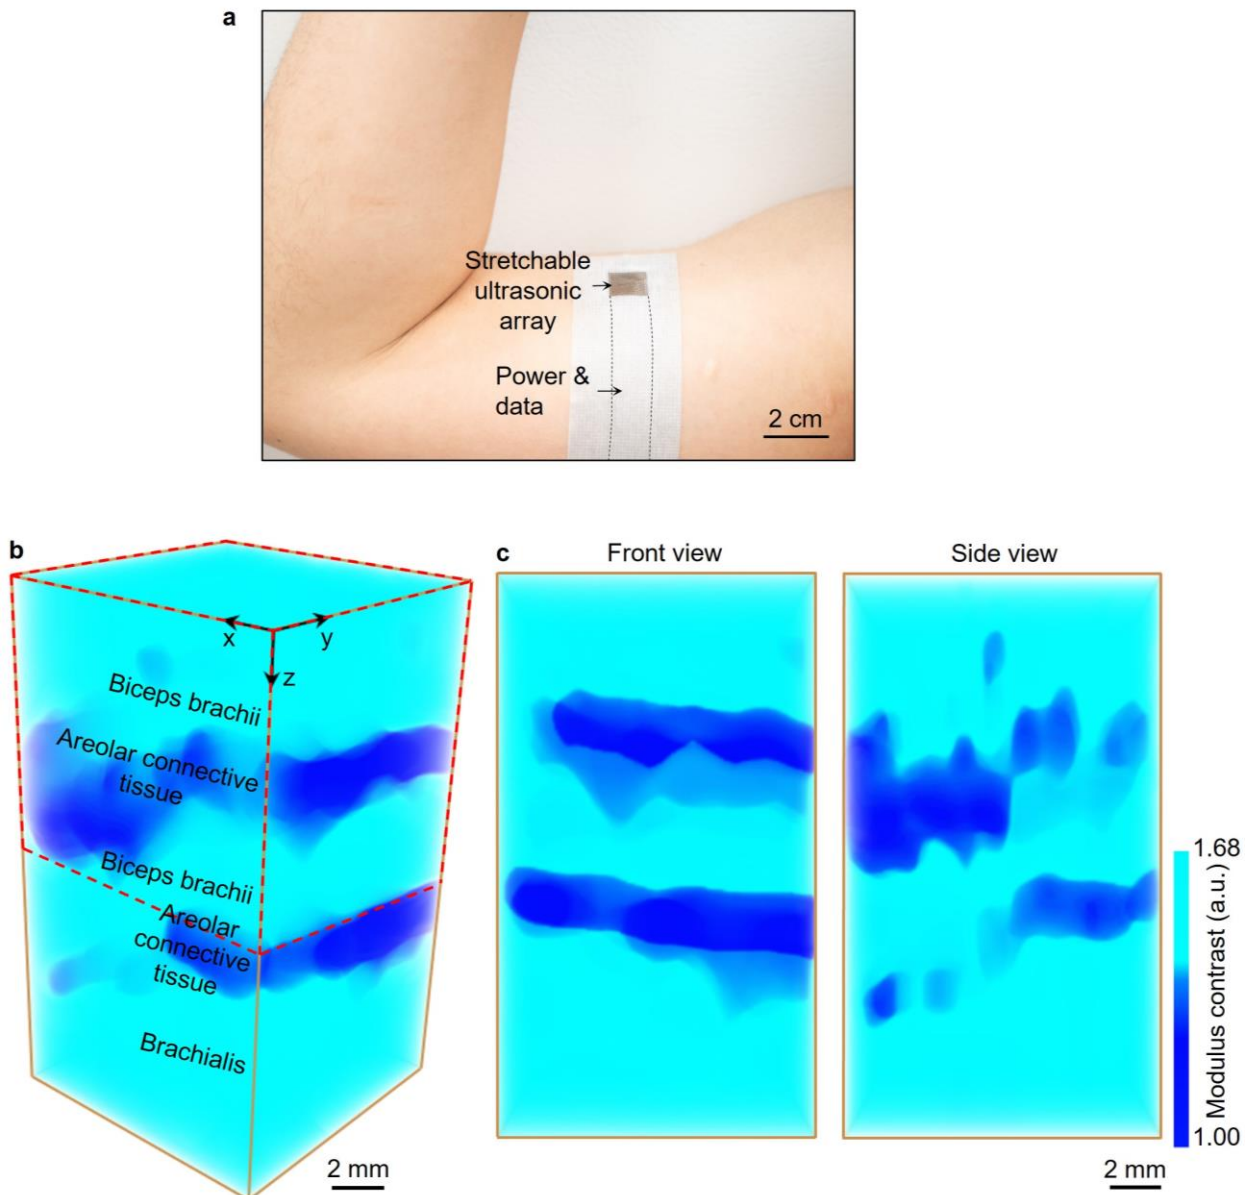 a
Stretchable
ultrasonic
array
Power &
data
2 cm
b
x
y
z
Biceps brachii
Areolar connective
tissue
Biceps brachii
Areolar
connective
tissue
Brachialis
2 mm
c
Front view
Side view
1.68
Modulus contrast (a.u.)
1.00
2 mm